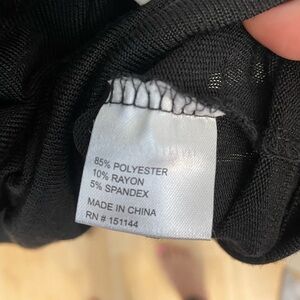 85% POLYESTER
10% RAYON
5% SPANDEX
MADE IN CHINA
RN # 151144